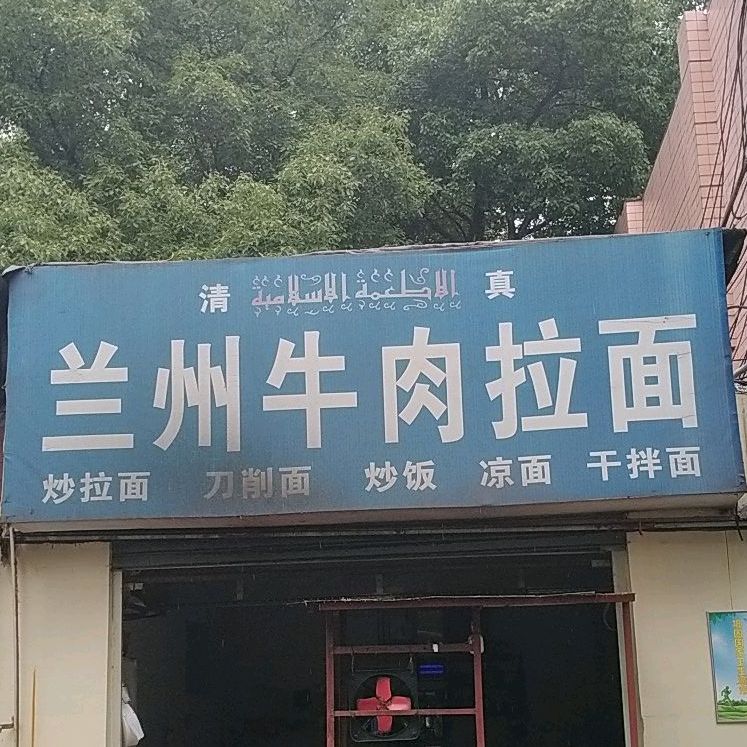 清 الاطعمة الاسلامية 真
兰州牛肉拉面
炒拉面 刀削面 炒饭 凉面 干拌面